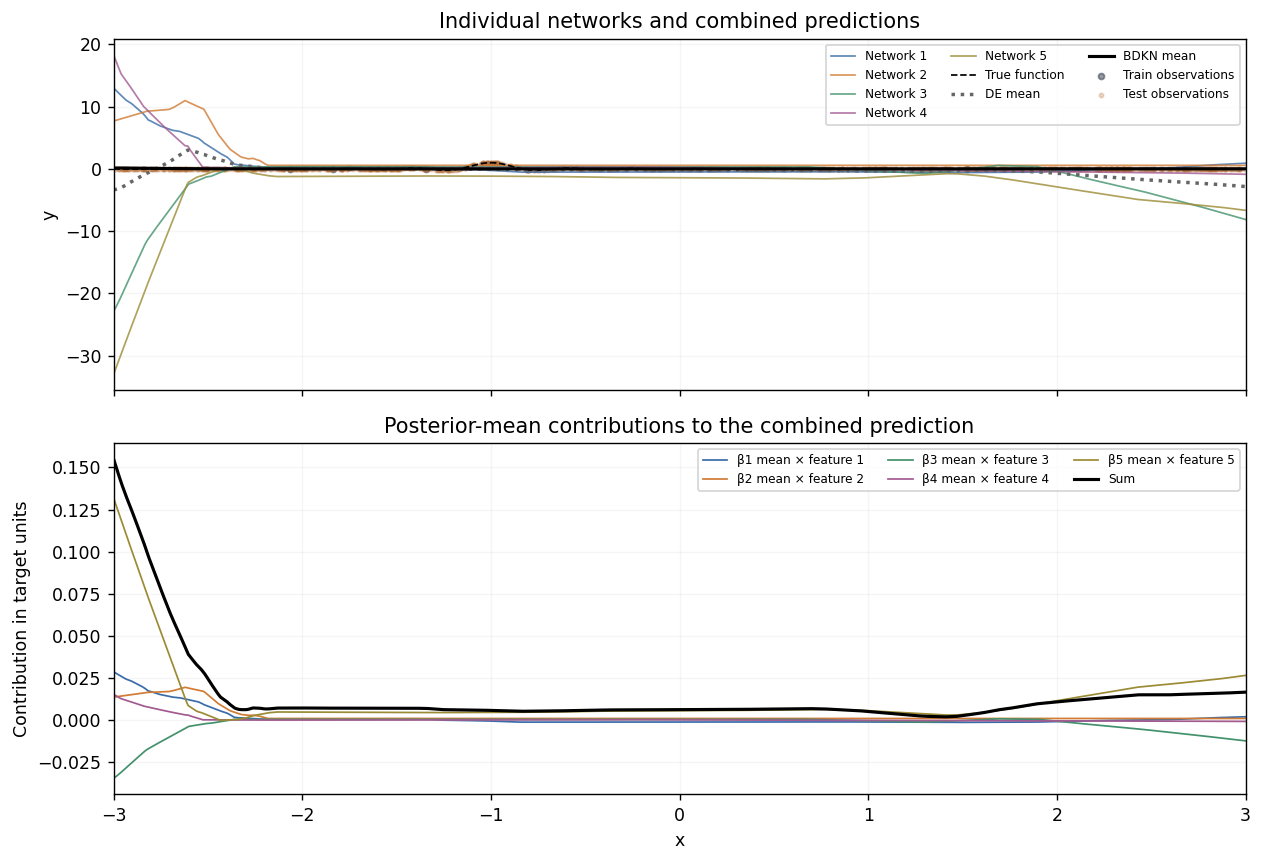 Individual networks and combined predictions
20
10
0
−10
−20
−30
y
Network 1
Network 2
Network 3
Network 4
Network 5
True function
DE mean
BDKN mean
Train observations
Test observations
Posterior-mean contributions to the combined prediction
0.150
0.125
0.100
0.075
0.050
0.025
0.000
−0.025
Contribution in target units
β1 mean × feature 1
β2 mean × feature 2
β3 mean × feature 3
β4 mean × feature 4
β5 mean × feature 5
Sum
−3
−2
−1
0
1
2
3
x